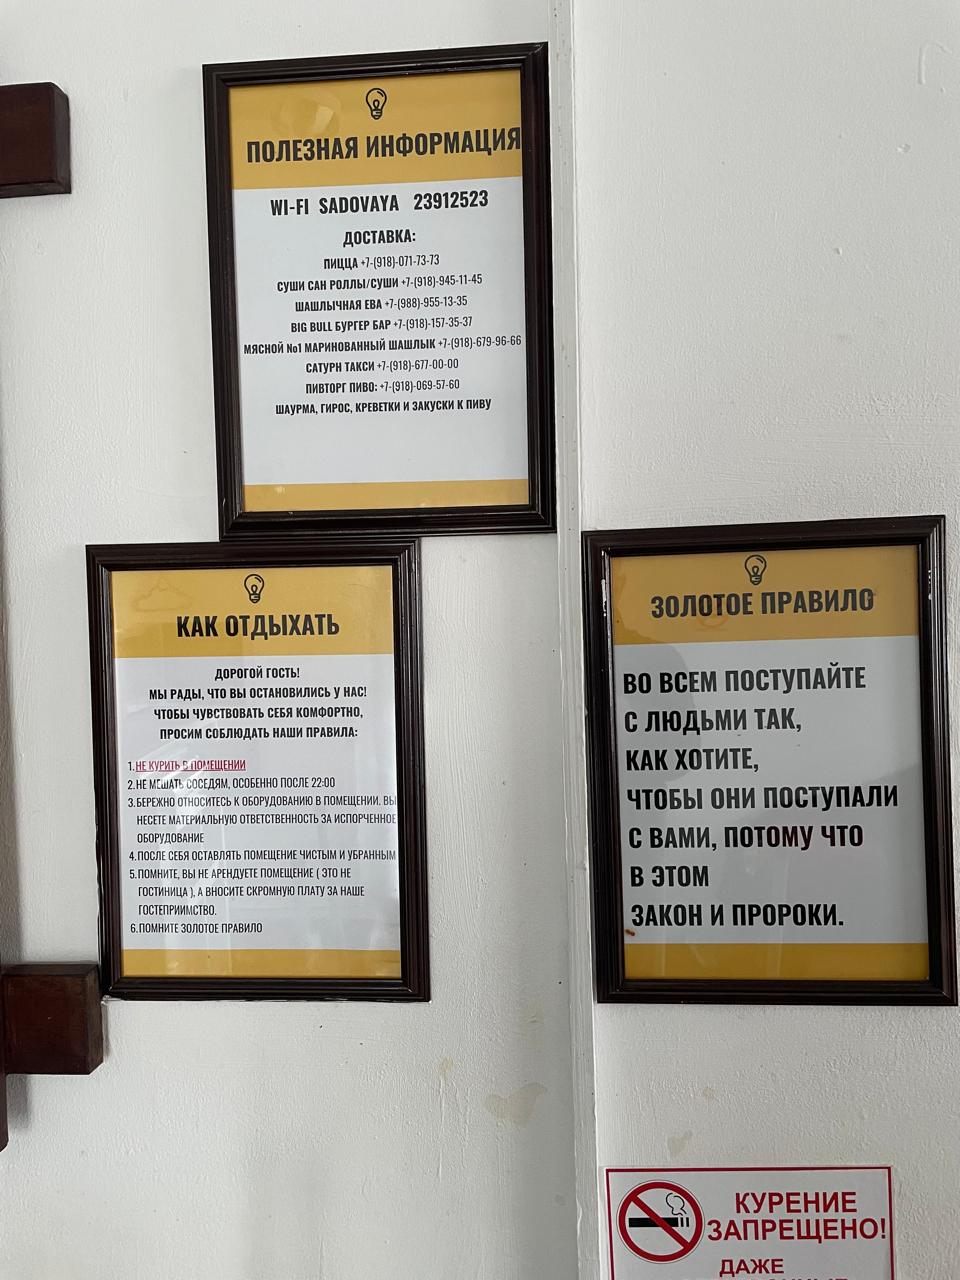 ПОЛЕЗНАЯ ИНФОРМАЦИЯ
WI-FI SADOVAYA 23912523
ДОСТАВКА:
ПИЦЦА +7-(918)-071-73-73
СУШИ САН РОЛЛЫ/СУШИ +7-(918)-945-11-45
ШАШЛЫЧНАЯ ЕВА +7-(988)-955-13-35
BIG BULL БУРГЕР БАР +7-(918)-157-35-37
МЯСНОЙ №1 МАРИНОВАННЫЙ ШАШЛЫК +7-(918)-679-96-66
САТУРН ТАКСИ +7-(918)-677-00-00
ПИВТОРГ ПИВО: +7-(918)-069-57-60
ШАУРМА, ГИРОС, КРЕВЕТКИ И ЗАКУСКИ К ПИВУ
КАК ОТДЫХАТЬ
ДОРОГОЙ ГОСТЬ!
МЫ РАДЫ, ЧТО ВЫ ОСТАНОВИЛИСЬ У НАС!
ЧТОБЫ ЧУВСТВОВАТЬ СЕБЯ КОМФОРТНО,
ПРОСИМ СОБЛЮДАТЬ НАШИ ПРАВИЛА:
1. НЕ КУРИТЬ В ПОМЕЩЕНИИ
2. НЕ МЕШАТЬ СОСЕДЯМ, ОСОБЕННО ПОСЛЕ 22:00
3. БЕРЕЖНО ОТНОСИТЕСЬ К ОБОРУДОВАНИЮ В ПОМЕЩЕНИИ. ВЫ
НЕСЕТЕ МАТЕРИАЛЬНУЮ ОТВЕТСТВЕННОСТЬ ЗА ИСПОРЧЕННОЕ
ОБОРУДОВАНИЕ
4. ПОСЛЕ СЕБЯ ОСТАВЛЯТЬ ПОМЕЩЕНИЕ ЧИСТЫМ И УБРАННЫМ
5. ПОМНИТЕ, ВЫ НЕ АРЕНДУЕТЕ ПОМЕЩЕНИЕ ( ЭТО НЕ
ГОСТИНИЦА ), А ВНОСИТЕ СКРОМНУЮ ПЛАТУ ЗА НАШЕ
ГОСТЕПРИИМСТВО.
6. ПОМНИТЕ ЗОЛОТОЕ ПРАВИЛО
ЗОЛОТОЕ ПРАВИЛО
ВО ВСЕМ ПОСТУПАЙТЕ
С ЛЮДЬМИ ТАК,
КАК ХОТИТЕ,
ЧТОБЫ ОНИ ПОСТУПАЛИ
С ВАМИ, ПОТОМУ ЧТО
В ЭТОМ
ЗАКОН И ПРОРОКИ.
КУРЕНИЕ
ЗАПРЕЩЕНО!
ДАЖЕ